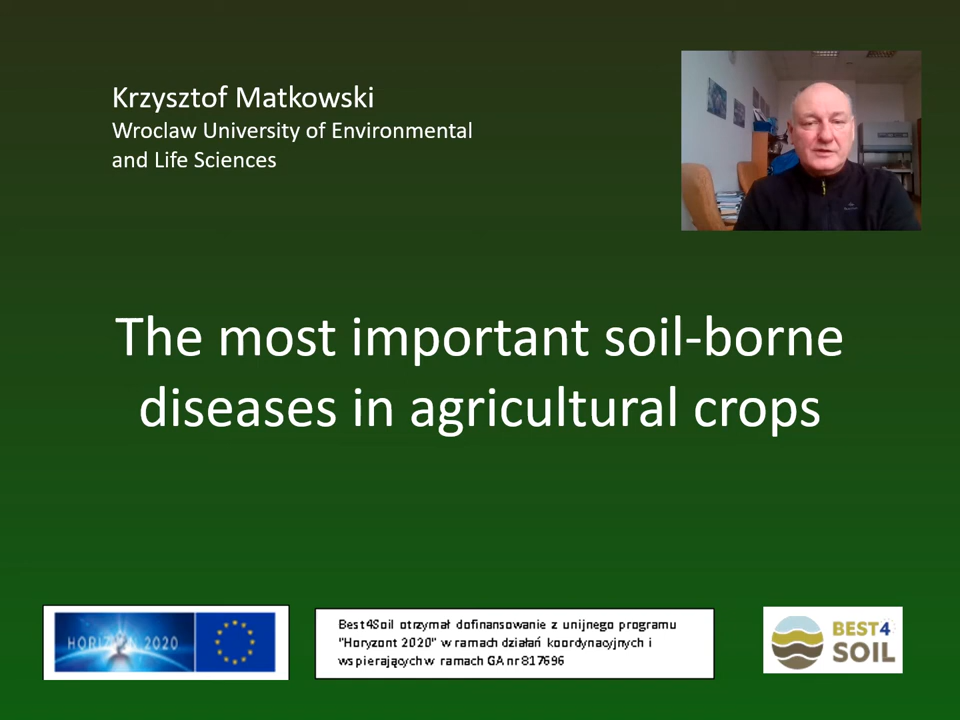 Krzysztof Matkowski
Wroclaw University of Environmental
and Life Sciences
The most important soil-borne
diseases in agricultural crops
HORIZON 2020
Best4Soil otrzymał dofinansowanie z unijnego programu
"Horyzont 2020" w ramach działań koordynacyjnych i
wspierających w ramach GA nr 817696
BEST4
SOIL